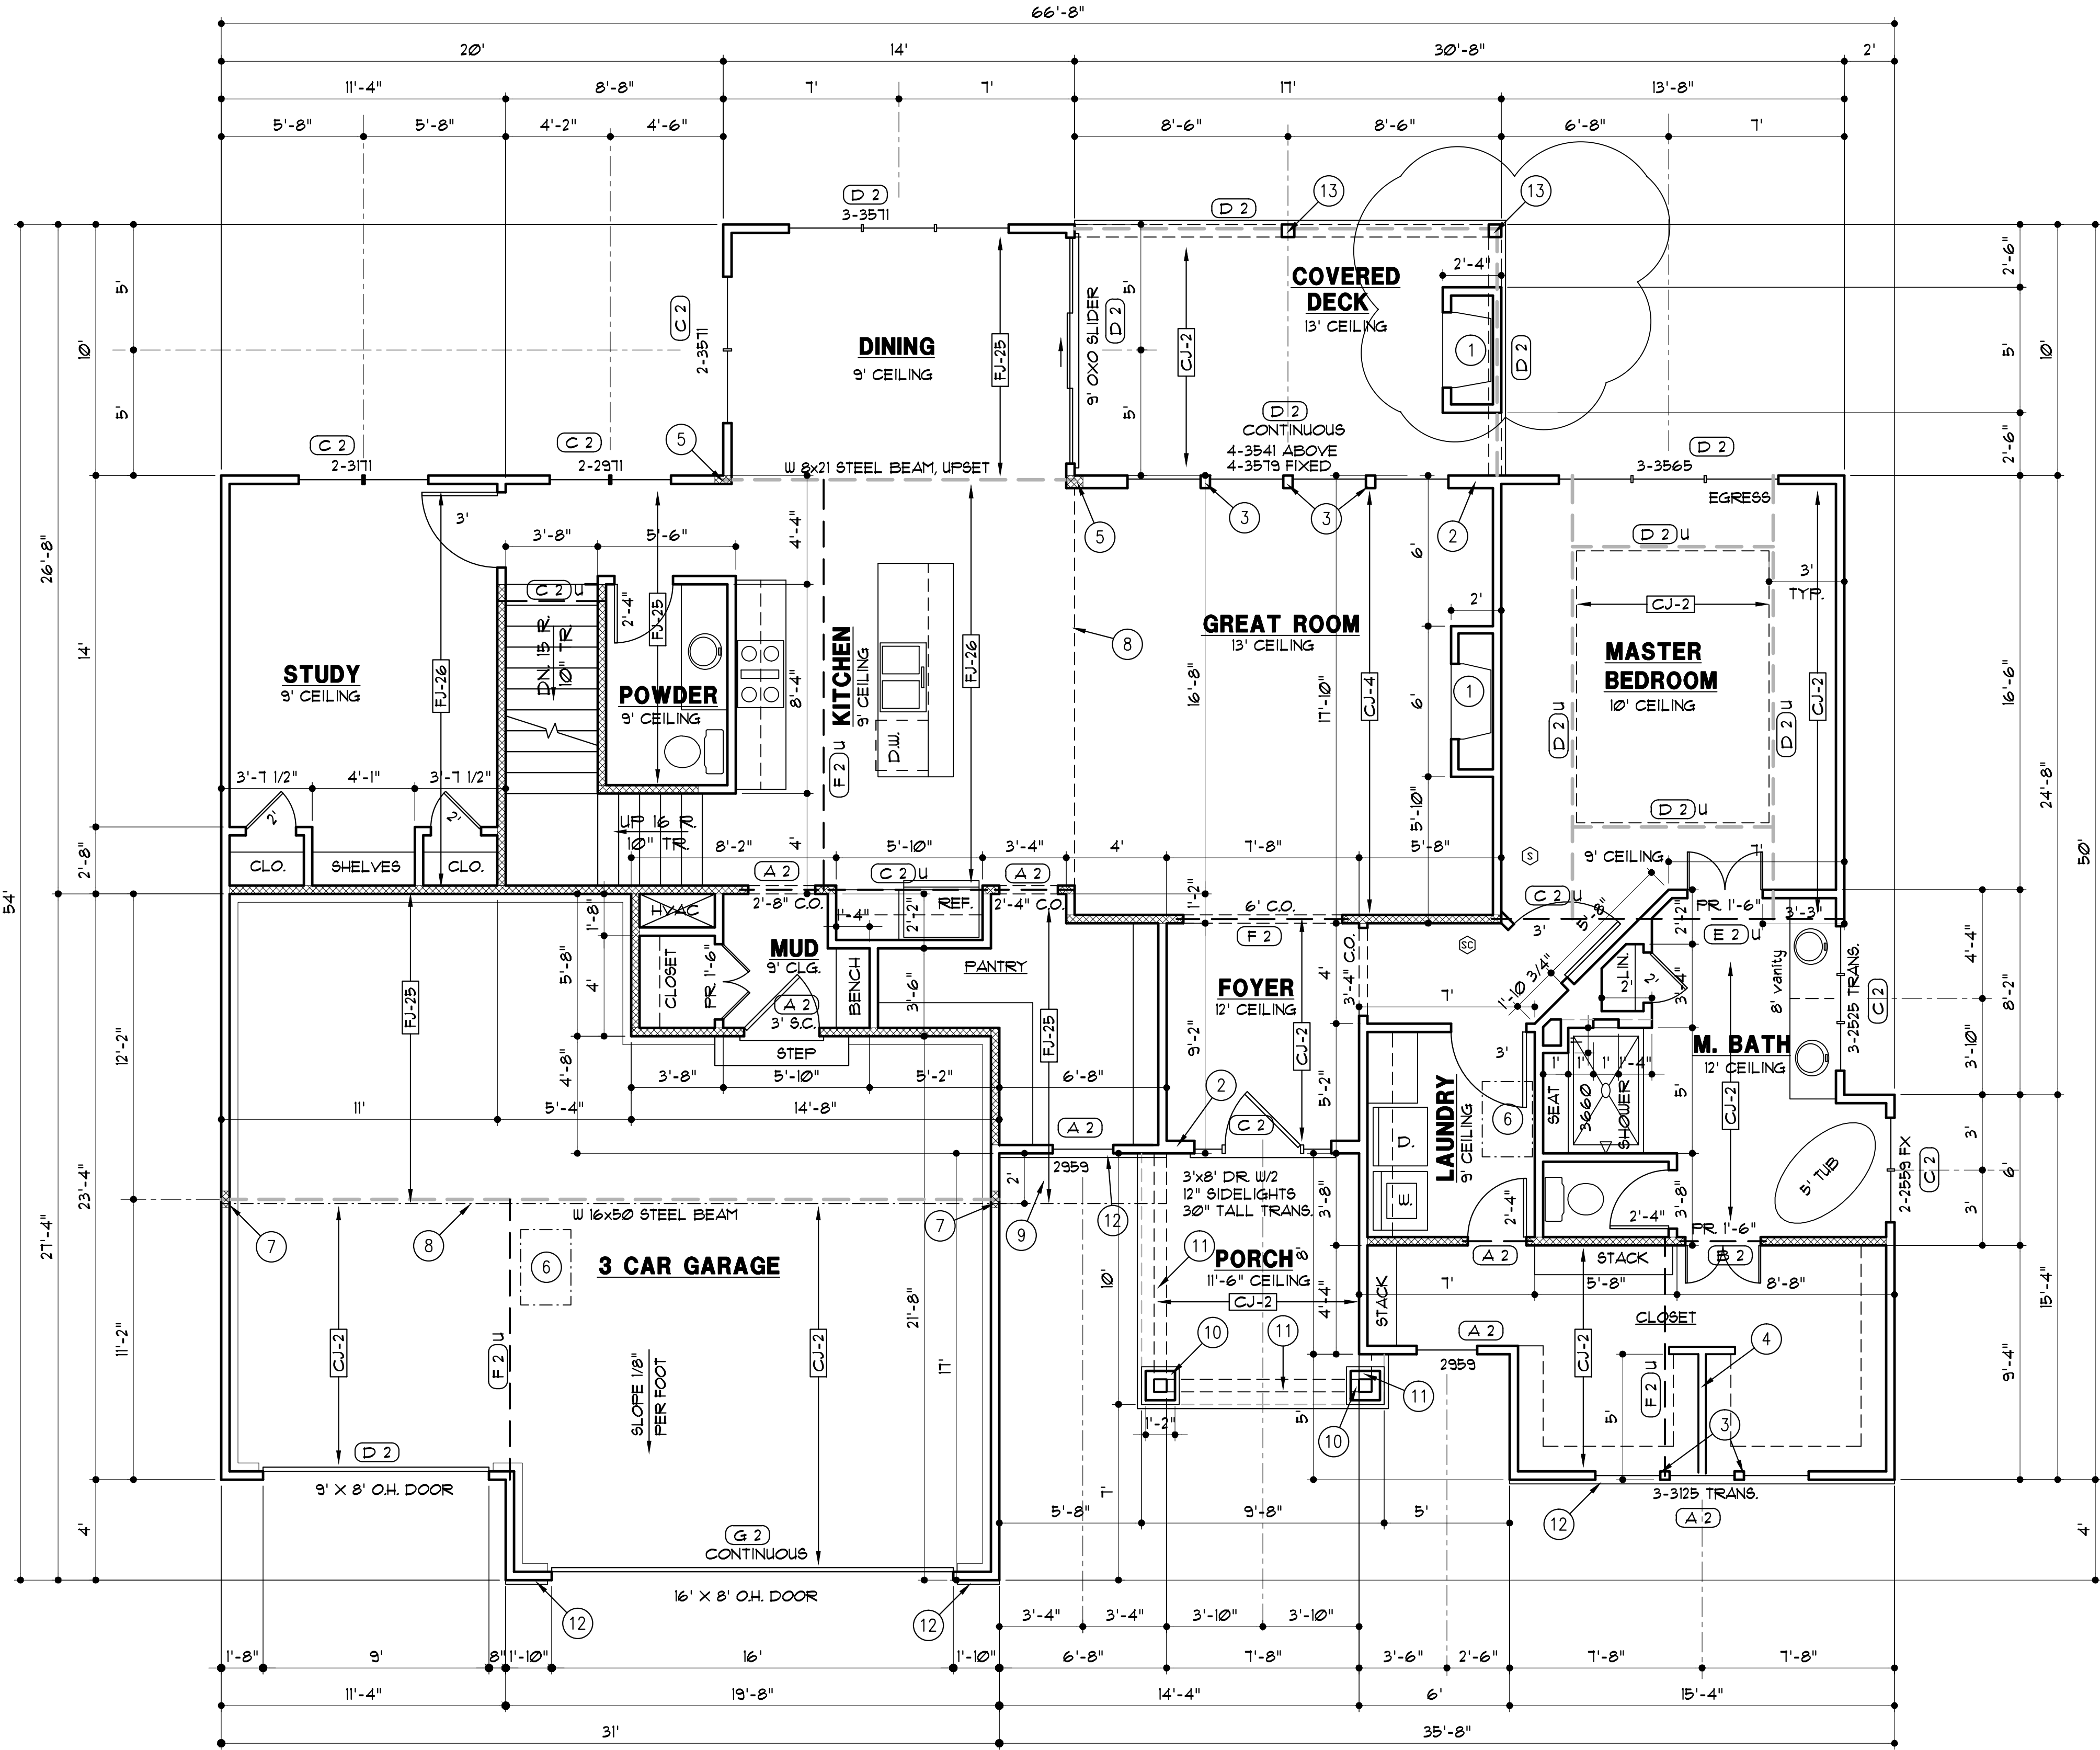 66'-8"
20'
14'
30'-8"
2'
11'-4"
8'-8"
7'
7'
17'
13'-8"
5'-8"
5'-8"
4'-2"
4'-6"
8'-6"
8'-6"
6'-8"
7'
D 2
3-3571
D 2
13
13
5'
5'
10'
C 2
2-3571
DINING
9' CEILING
FJ-25
9' OXO SLIDER
D 2
5'
5'
CJ-2
COVERED
DECK
13' CEILING
2'-4"
1
D 2
2'-6"
5'
2'-6"
10'
D 2
CONTINUOUS
4-3541 ABOVE
4-3579 FIXED
C 2
2-3171
C 2
2-2971
5
W 8x21 STEEL BEAM, UPSET
D 2
3-3565
EGRESS
3
3
2
5
3'
3'-8"
5'-6"
4'-4"
C 2 u
2'-4"
FJ-25
DN. 15 R.
10" TR.
STUDY
9' CEILING
FJ-26
POWDER
9' CEILING
8'-4"
KITCHEN
9' CEILING
D.W.
F 2 u
FJ-26
8
GREAT ROOM
13' CEILING
16'-8"
17'-10"
CJ-4
6'
6'
5'-10"
2'
1
D 2 u
3'
TYP.
CJ-2
MASTER
BEDROOM
10' CEILING
D 2 u
D 2 u
CJ-2
D 2 u
26'-8"
14'
2'-8"
54'
16'-6"
24'-8"
50'
3'-7 1/2"
4'-1"
3'-7 1/2"
2'
2'
CLO.
SHELVES
CLO.
UP 16 R.
10" TR.
8'-2"
4'
5'-10"
3'-4"
4'
7'-8"
5'-8"
A 2
C 2 u
A 2
2'-8" C.O.
2'-4" C.O.
REF.
2'-2"
1'-4"
1'-2"
6' C.O.
F 2
S
SC
9' CEILING
7'
C 2 u
3'
5'-8"
1'-10 3/4"
PR. 1'-6"
2'-2"
3'-3"
E 2 u
HVAC
1'-8"
5'-8"
4'
CLOSET
PR. 1'-6"
MUD
9' CLG.
A 2
3' S.C.
BENCH
PANTRY
3'-6"
STEP
FOYER
12' CEILING
4'
3'-4" C.O.
7'
LIN.
2'
2'
3'-4"
8' vanity
3-2525 TRANS.
C 2
4'-4"
3'-10"
8'-2"
FJ-25
12'-2"
4'-8"
3'-8"
5'-10"
5'-2"
FJ-25
6'-8"
9'-2"
CJ-2
5'-2"
11'
5'-4"
14'-8"
A 2
2959
2
C 2
LAUNDRY
9' CEILING
3'
6
D.
W.
2'-4"
SEAT
3660
SHOWER
1'
1'
1'
1'-4"
M. BATH
12' CEILING
5'
CJ-2
5' TUB
2-2559 FX
C 2
3'
3'
6'
3'-8"
2'-4"
PR. 1'-6"
3'x8' DR. W/2
12" SIDELIGHTS
30" TALL TRANS.
3'-8"
2'
9
12
W 16x50 STEEL BEAM
7
8
7
23'-4"
27'-4"
11'-2"
6
3 CAR GARAGE
11
PORCH
11'-6" CEILING
8'
CJ-2
4'-4"
10'
10
11
11
10
1'-2"
5'
STACK
A 2
STACK
B 2
7'
5'-8"
8'-8"
CLOSET
A 2
2959
CJ-2
4
F 2 u
5'
3
15'-4"
9'-4"
CJ-2
F 2 u
SLOPE 1/8"
PER FOOT
CJ-2
21'-8"
17'
D 2
9' X 8' O.H. DOOR
4'
G 2
CONTINUOUS
16' X 8' O.H. DOOR
12
12
7'
5'-8"
9'-8"
5'
3-3125 TRANS.
A 2
12
4'
3'-4"
3'-4"
3'-10"
3'-10"
1'-8"
9'
8"
1'-10"
16'
1'-10"
6'-8"
7'-8"
3'-6"
2'-6"
7'-8"
7'-8"
11'-4"
19'-8"
14'-4"
6'
15'-4"
31'
35'-8"